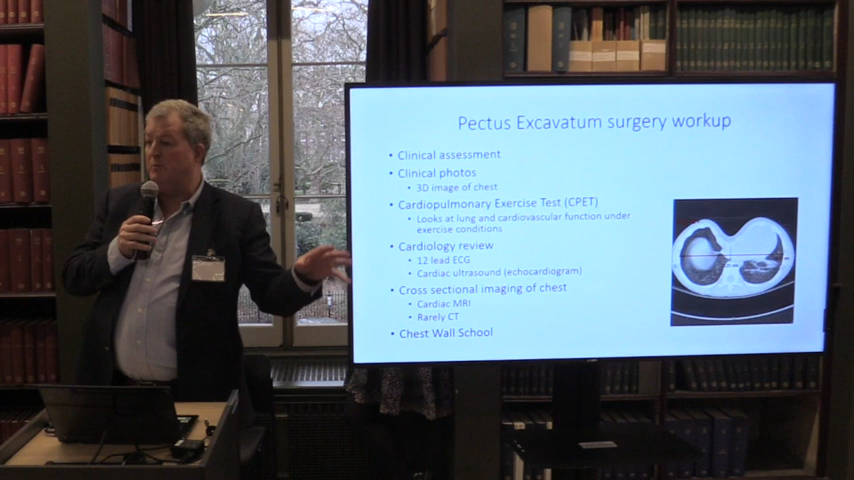 Pectus Excavatum surgery workup
• Clinical assessment
• Clinical photos
• 3D image of chest
• Cardiopulmonary Exercise Test (CPET)
• Looks at lung and cardiovascular function under
exercise conditions
• Cardiology review
• 12 lead ECG
• Cardiac ultrasound (echocardiogram)
• Cross sectional imaging of chest
• Cardiac MRI
• Rarely CT
• Chest Wall School